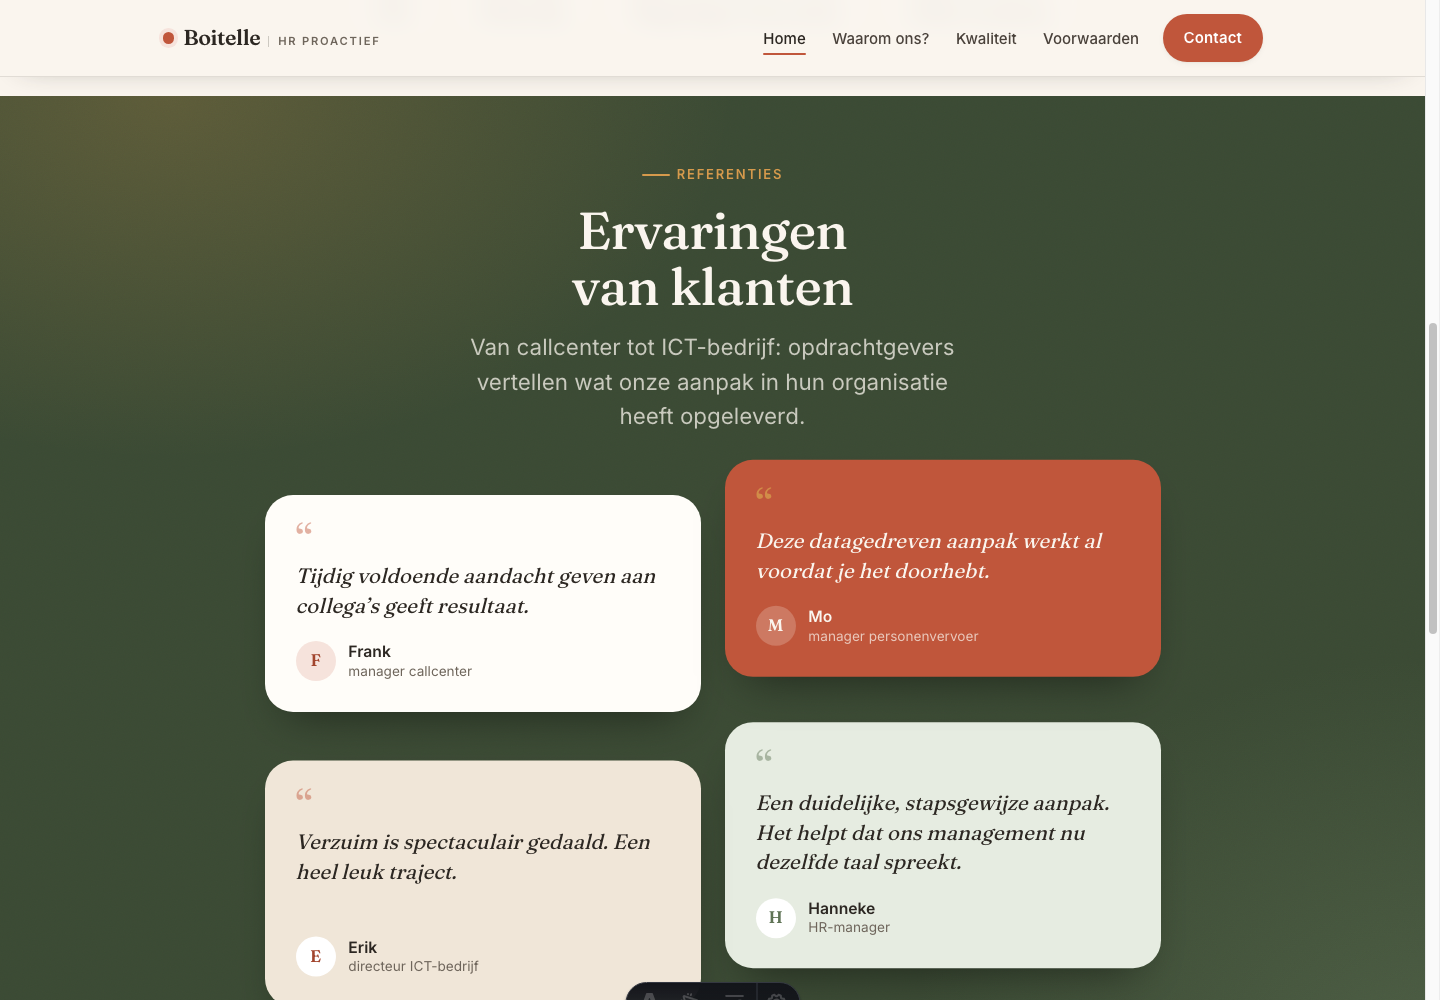 Boitelle | HR PROACTIEF
Home
Waarom ons?
Kwaliteit
Voorwaarden
Contact
REFERENTIES
Ervaringen
van klanten
Van callcenter tot ICT-bedrijf: opdrachtgevers
vertellen wat onze aanpak in hun organisatie
heeft opgeleverd.
“
Tijdig voldoende aandacht geven aan
collega’s geeft resultaat.
F
Frank
manager callcenter
“
Deze datagedreven aanpak werkt al
voordat je het doorhebt.
M
Mo
manager personenvervoer
“
Verzuim is spectaculair gedaald. Een
heel leuk traject.
E
Erik
directeur ICT-bedrijf
“
Een duidelijke, stapsgewijze aanpak.
Het helpt dat ons management nu
dezelfde taal spreekt.
H
Hanneke
HR-manager